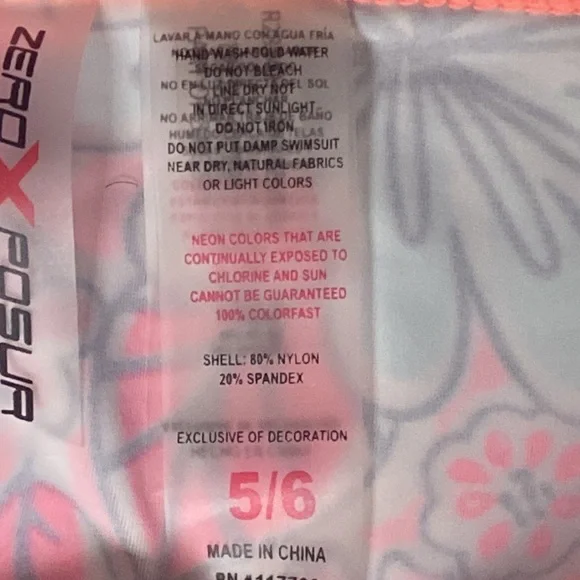 ZEROXPOSUR
LAVAR A MANO CON AGUA FRÍA
HAND WASH COLD WATER
DO NOT BLEACH
LINE DRY NOT
IN DIRECT SUNLIGHT
DO NOT IRON
DO NOT PUT DAMP SWIMSUIT
NEAR DRY, NATURAL FABRICS
OR LIGHT COLORS
NEON COLORS THAT ARE
CONTINUALLY EXPOSED TO
CHLORINE AND SUN
CANNOT BE GUARANTEED
100% COLORFAST
SHELL: 80% NYLON
20% SPANDEX
EXCLUSIVE OF DECORATION
5/6
MADE IN CHINA